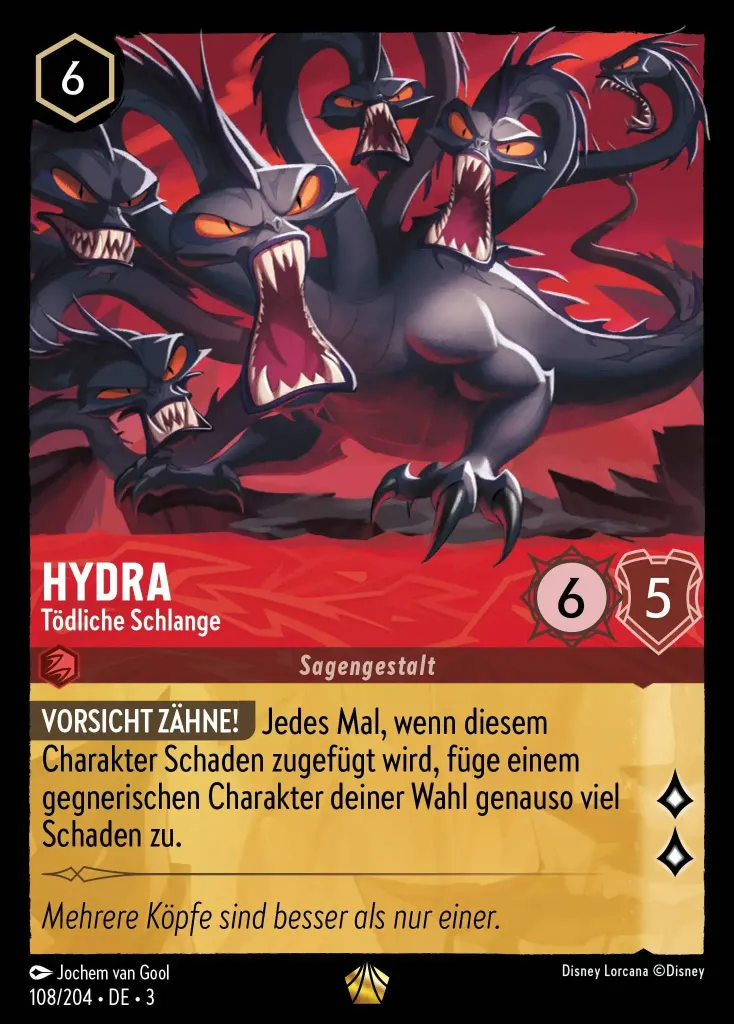 6
HYDRA
Tödliche Schlange
6
5
Sagengestalt
VORSICHT ZÄHNE! Jedes Mal, wenn diesem
Charakter Schaden zugefügt wird, füge einem
gegnerischen Charakter deiner Wahl genauso viel
Schaden zu.
Mehrere Köpfe sind besser als nur einer.
Jochem van Gool
Disney Lorcana ©Disney
108/204 • DE • 3